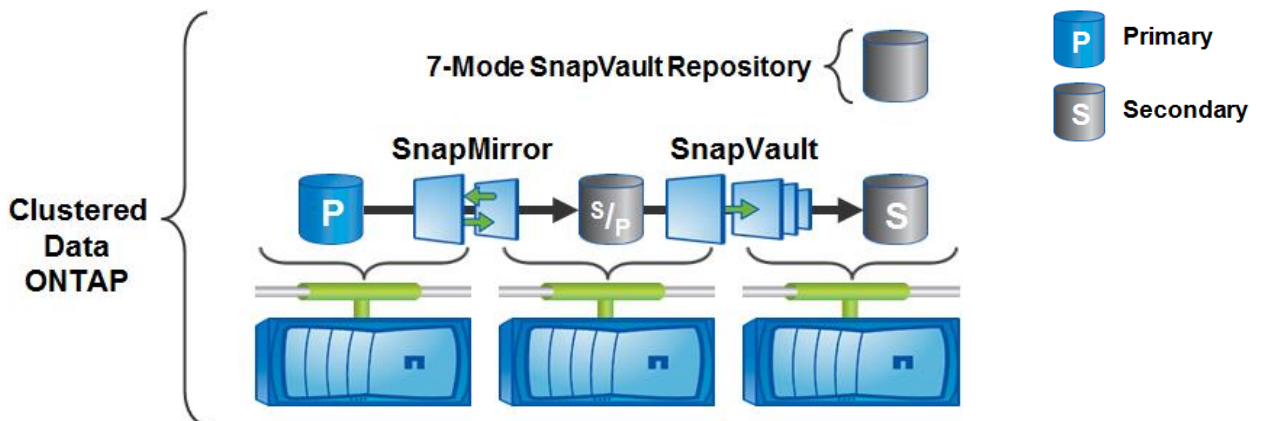 7-Mode SnapVault Repository
P
Primary
S
Secondary
SnapMirror
SnapVault
Clustered
Data
ONTAP
P
S/P
S